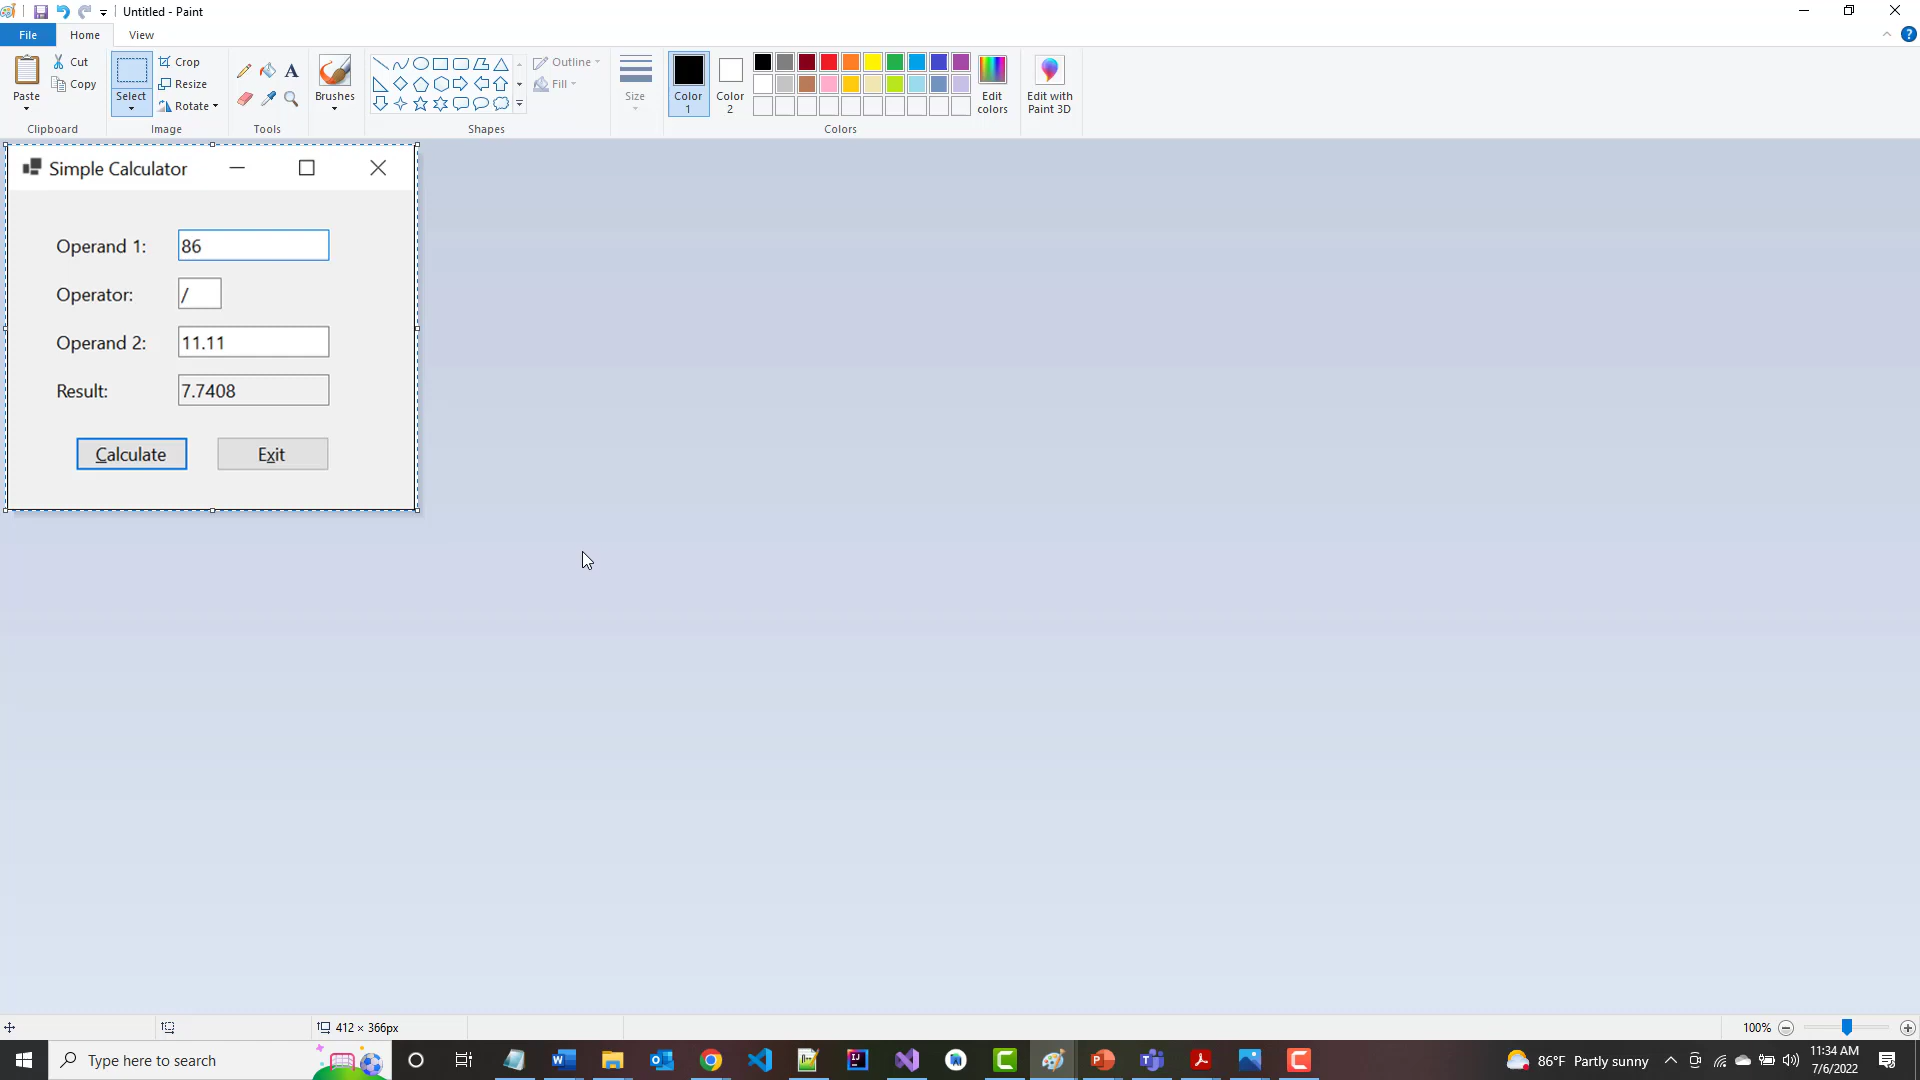 Untitled - Paint
File Home View
Paste
Cut
Copy
Clipboard
Select
Crop
Resize
Rotate
Image
A
Tools
Brushes
Shapes
Outline
Fill
Size
Color 1
Color 2
Colors
Edit colors
Edit with Paint 3D
?
Simple Calculator
Operand 1: 86
Operator: /
Operand 2: 11.11
Result: 7.7408
Calculate Exit
412 × 366px
100%
Type here to search
86°F Partly sunny
11:34 AM
7/6/2022